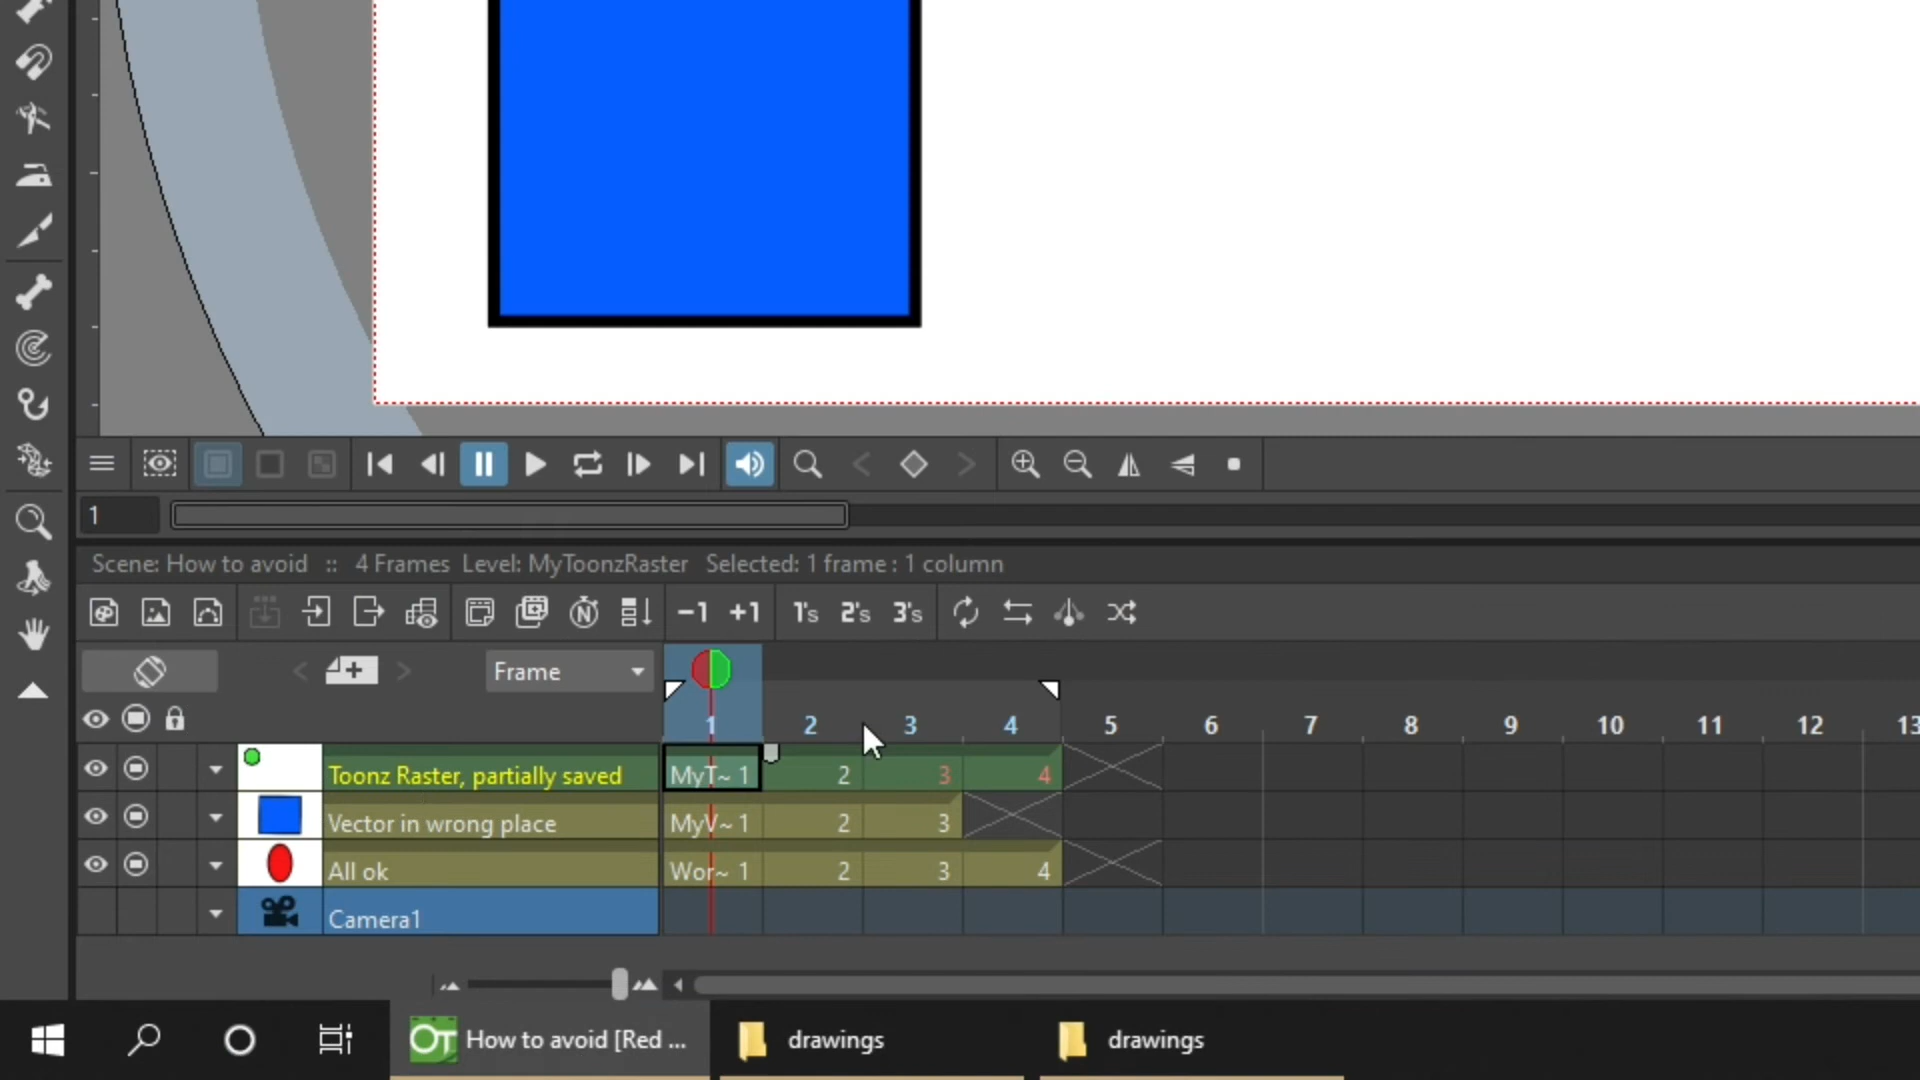 1
Scene: How to avoid :: 4 Frames Level: MyToonzRaster Selected: 1 frame : 1 column
−1 +1 1's 2's 3's
Frame
1 2 3 4 5 6 7 8 9 10 11 12 13
Toonz Raster, partially saved MyT~ 1 2 3 4
Vector in wrong place MyV~ 1 2 3
All ok Wor~ 1 2 3 4
Camera1
OT How to avoid [Red ... drawings drawings